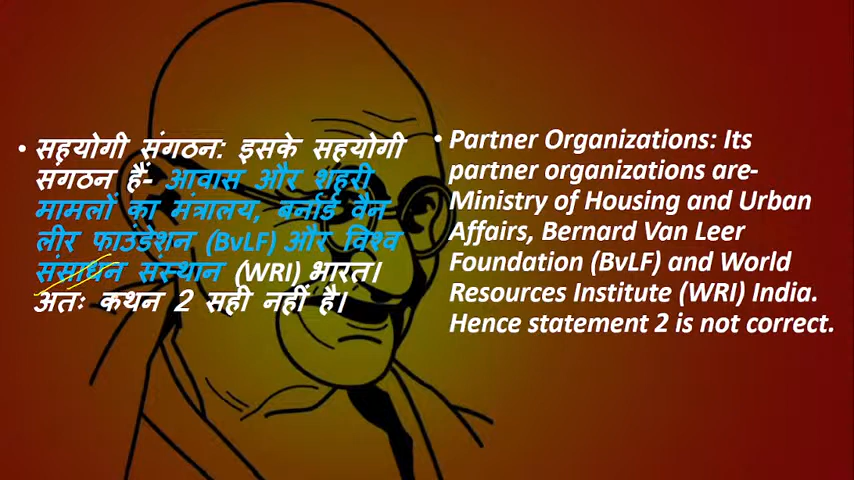 • सहयोगी संगठन: इसके सहयोगी
संगठन हैं- आवास और शहरी
मामलों का मंत्रालय, बर्नार्ड वैन
लीर फाउंडेशन (BvLF) और विश्व
संसाधन संस्थान (WRI) भारत।
अतः कथन 2 सही नहीं है।
• Partner Organizations: Its
partner organizations are-
Ministry of Housing and Urban
Affairs, Bernard Van Leer
Foundation (BvLF) and World
Resources Institute (WRI) India.
Hence statement 2 is not correct.